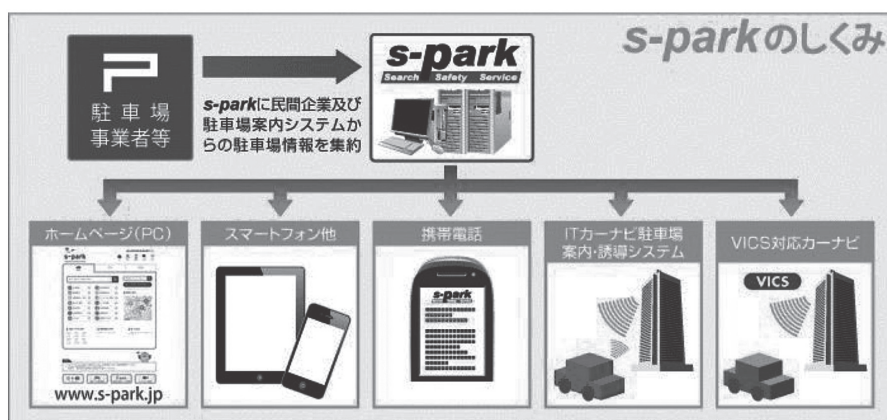 s-parkのしくみ
P
駐車場
事業者等
s-parkに民間企業及び
駐車場案内システムか
らの駐車場情報を集約
s-park
Search Safety Service
ホームページ(PC)
s-park
www.s-park.jp
スマートフォン他
携帯電話
s-park
ITカーナビ駐車場
案内・誘導システム
VICS対応カーナビ
VICS